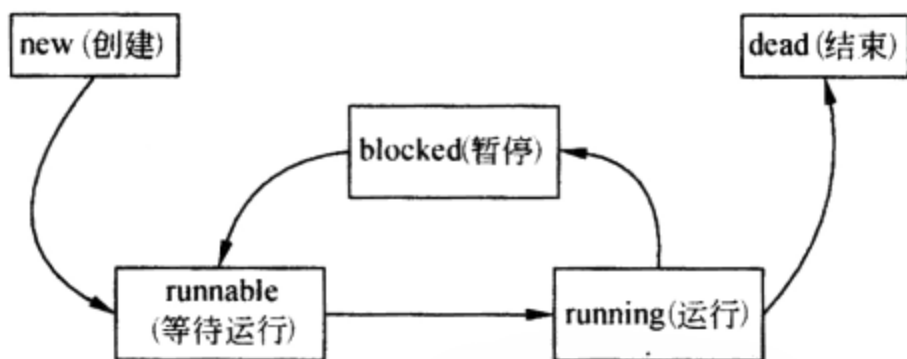 new (创建)
dead (结束)
blocked(暂停)
runnable
(等待运行)
running(运行)